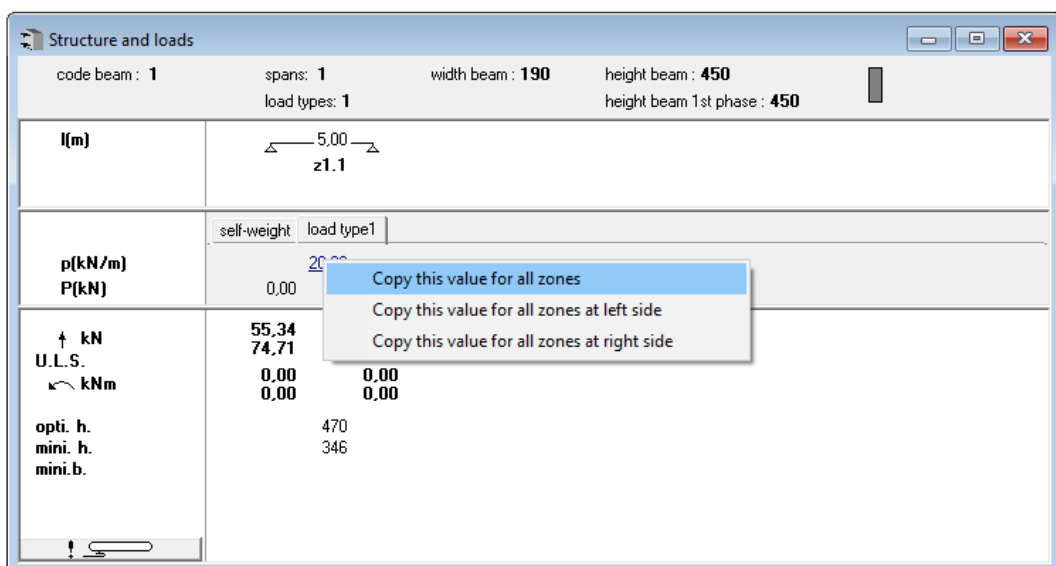 Structure and loads
code beam : 1 spans: 1 width beam : 190 height beam : 450
load types: 1 height beam 1st phase : 450
l(m) 5,00
z1.1
self-weight load type1
p(kN/m)
P(kN) 0,00
Copy this value for all zones
Copy this value for all zones at left side
Copy this value for all zones at right side
kN 55,34
74,71
U.L.S.
kNm 0,00 0,00
0,00 0,00
opti. h. 470
mini. h. 346
mini.b.
!